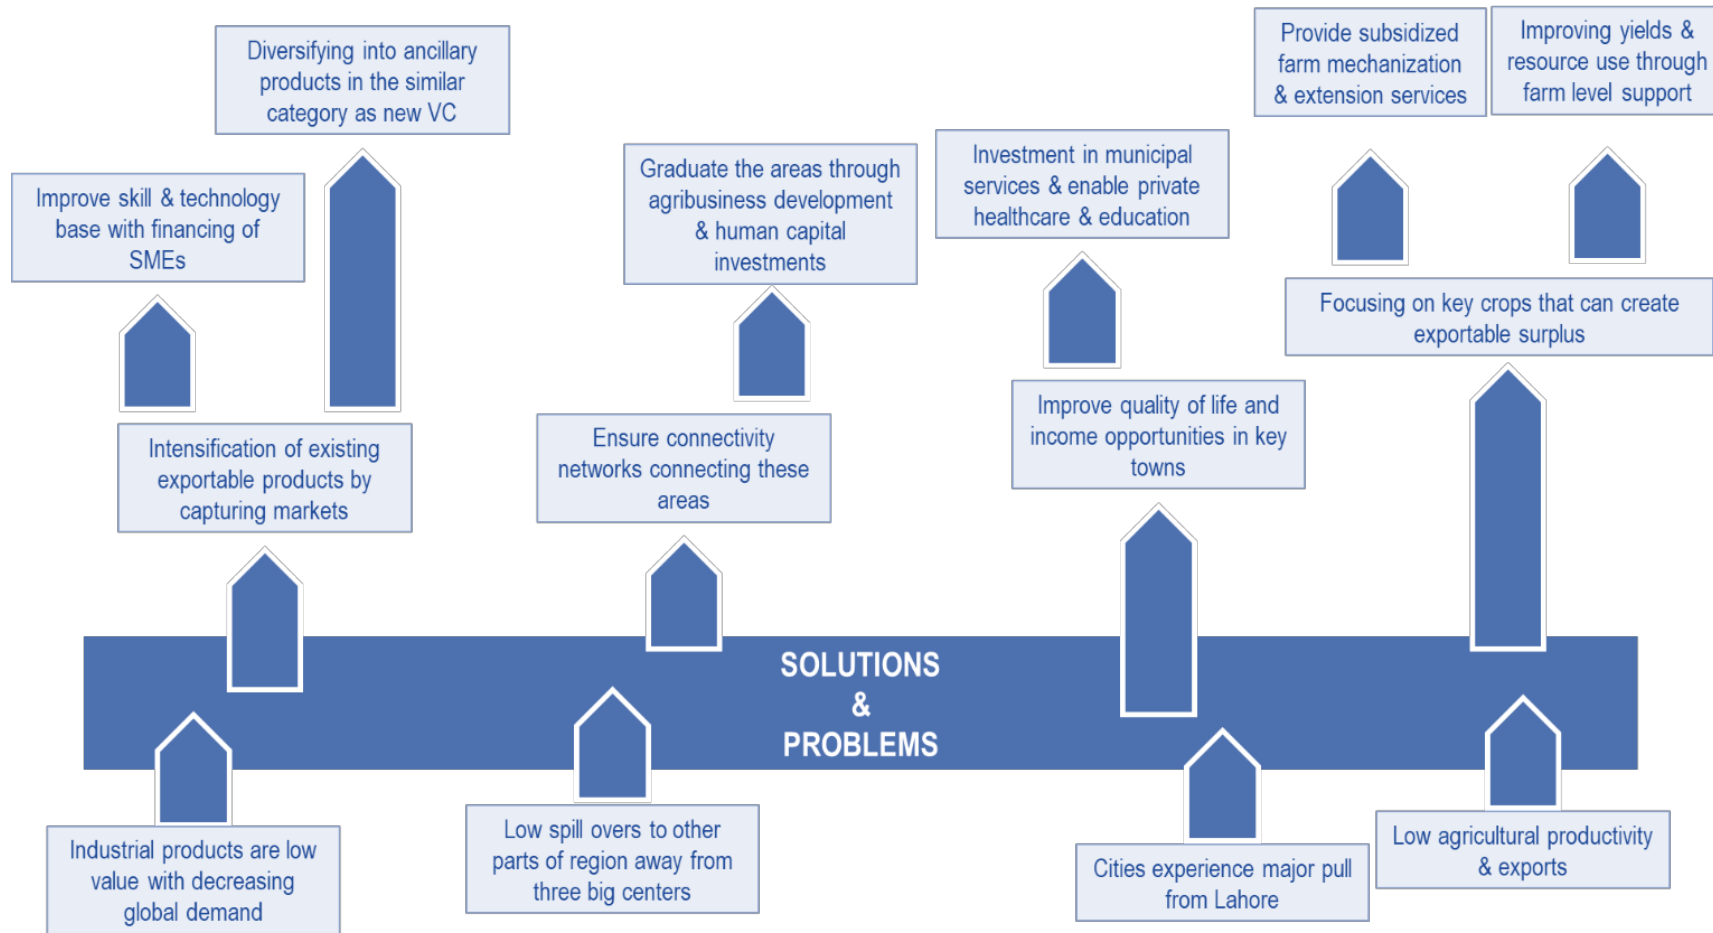 Diversifying into ancillary
products in the similar
category as new VC
Provide subsidized
farm mechanization
& extension services
Improving yields &
resource use through
farm level support
Improve skill & technology
base with financing of
SMEs
Graduate the areas through
agribusiness development
& human capital
investments
Investment in municipal
services & enable private
healthcare & education
Focusing on key crops that can create
exportable surplus
Intensification of existing
exportable products by
capturing markets
Ensure connectivity
networks connecting these
areas
Improve quality of life and
income opportunities in key
towns
SOLUTIONS
&
PROBLEMS
Industrial products are low
value with decreasing
global demand
Low spill overs to other
parts of region away from
three big centers
Cities experience major pull
from Lahore
Low agricultural productivity
& exports